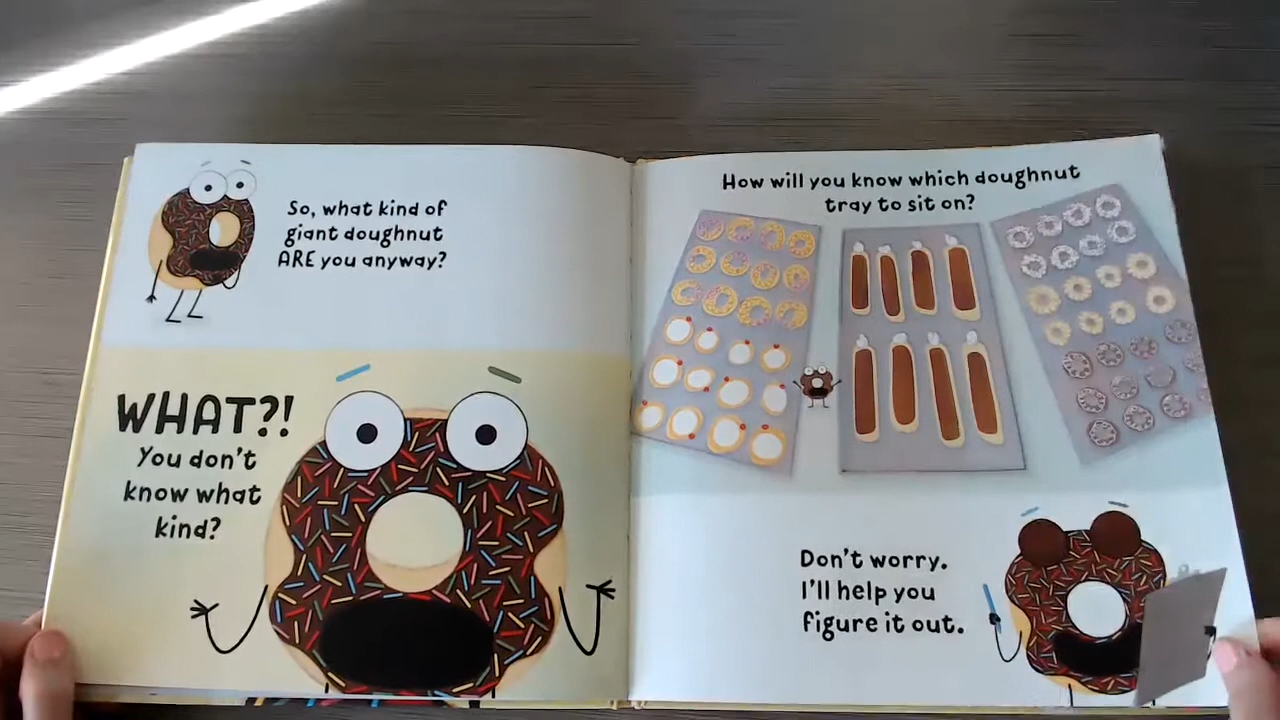 So, what kind of
giant doughnut
ARE you anyway?
WHAT?!
You don't
know what
kind?
How will you know which doughnut
tray to sit on?
Don't worry.
I'll help you
figure it out.